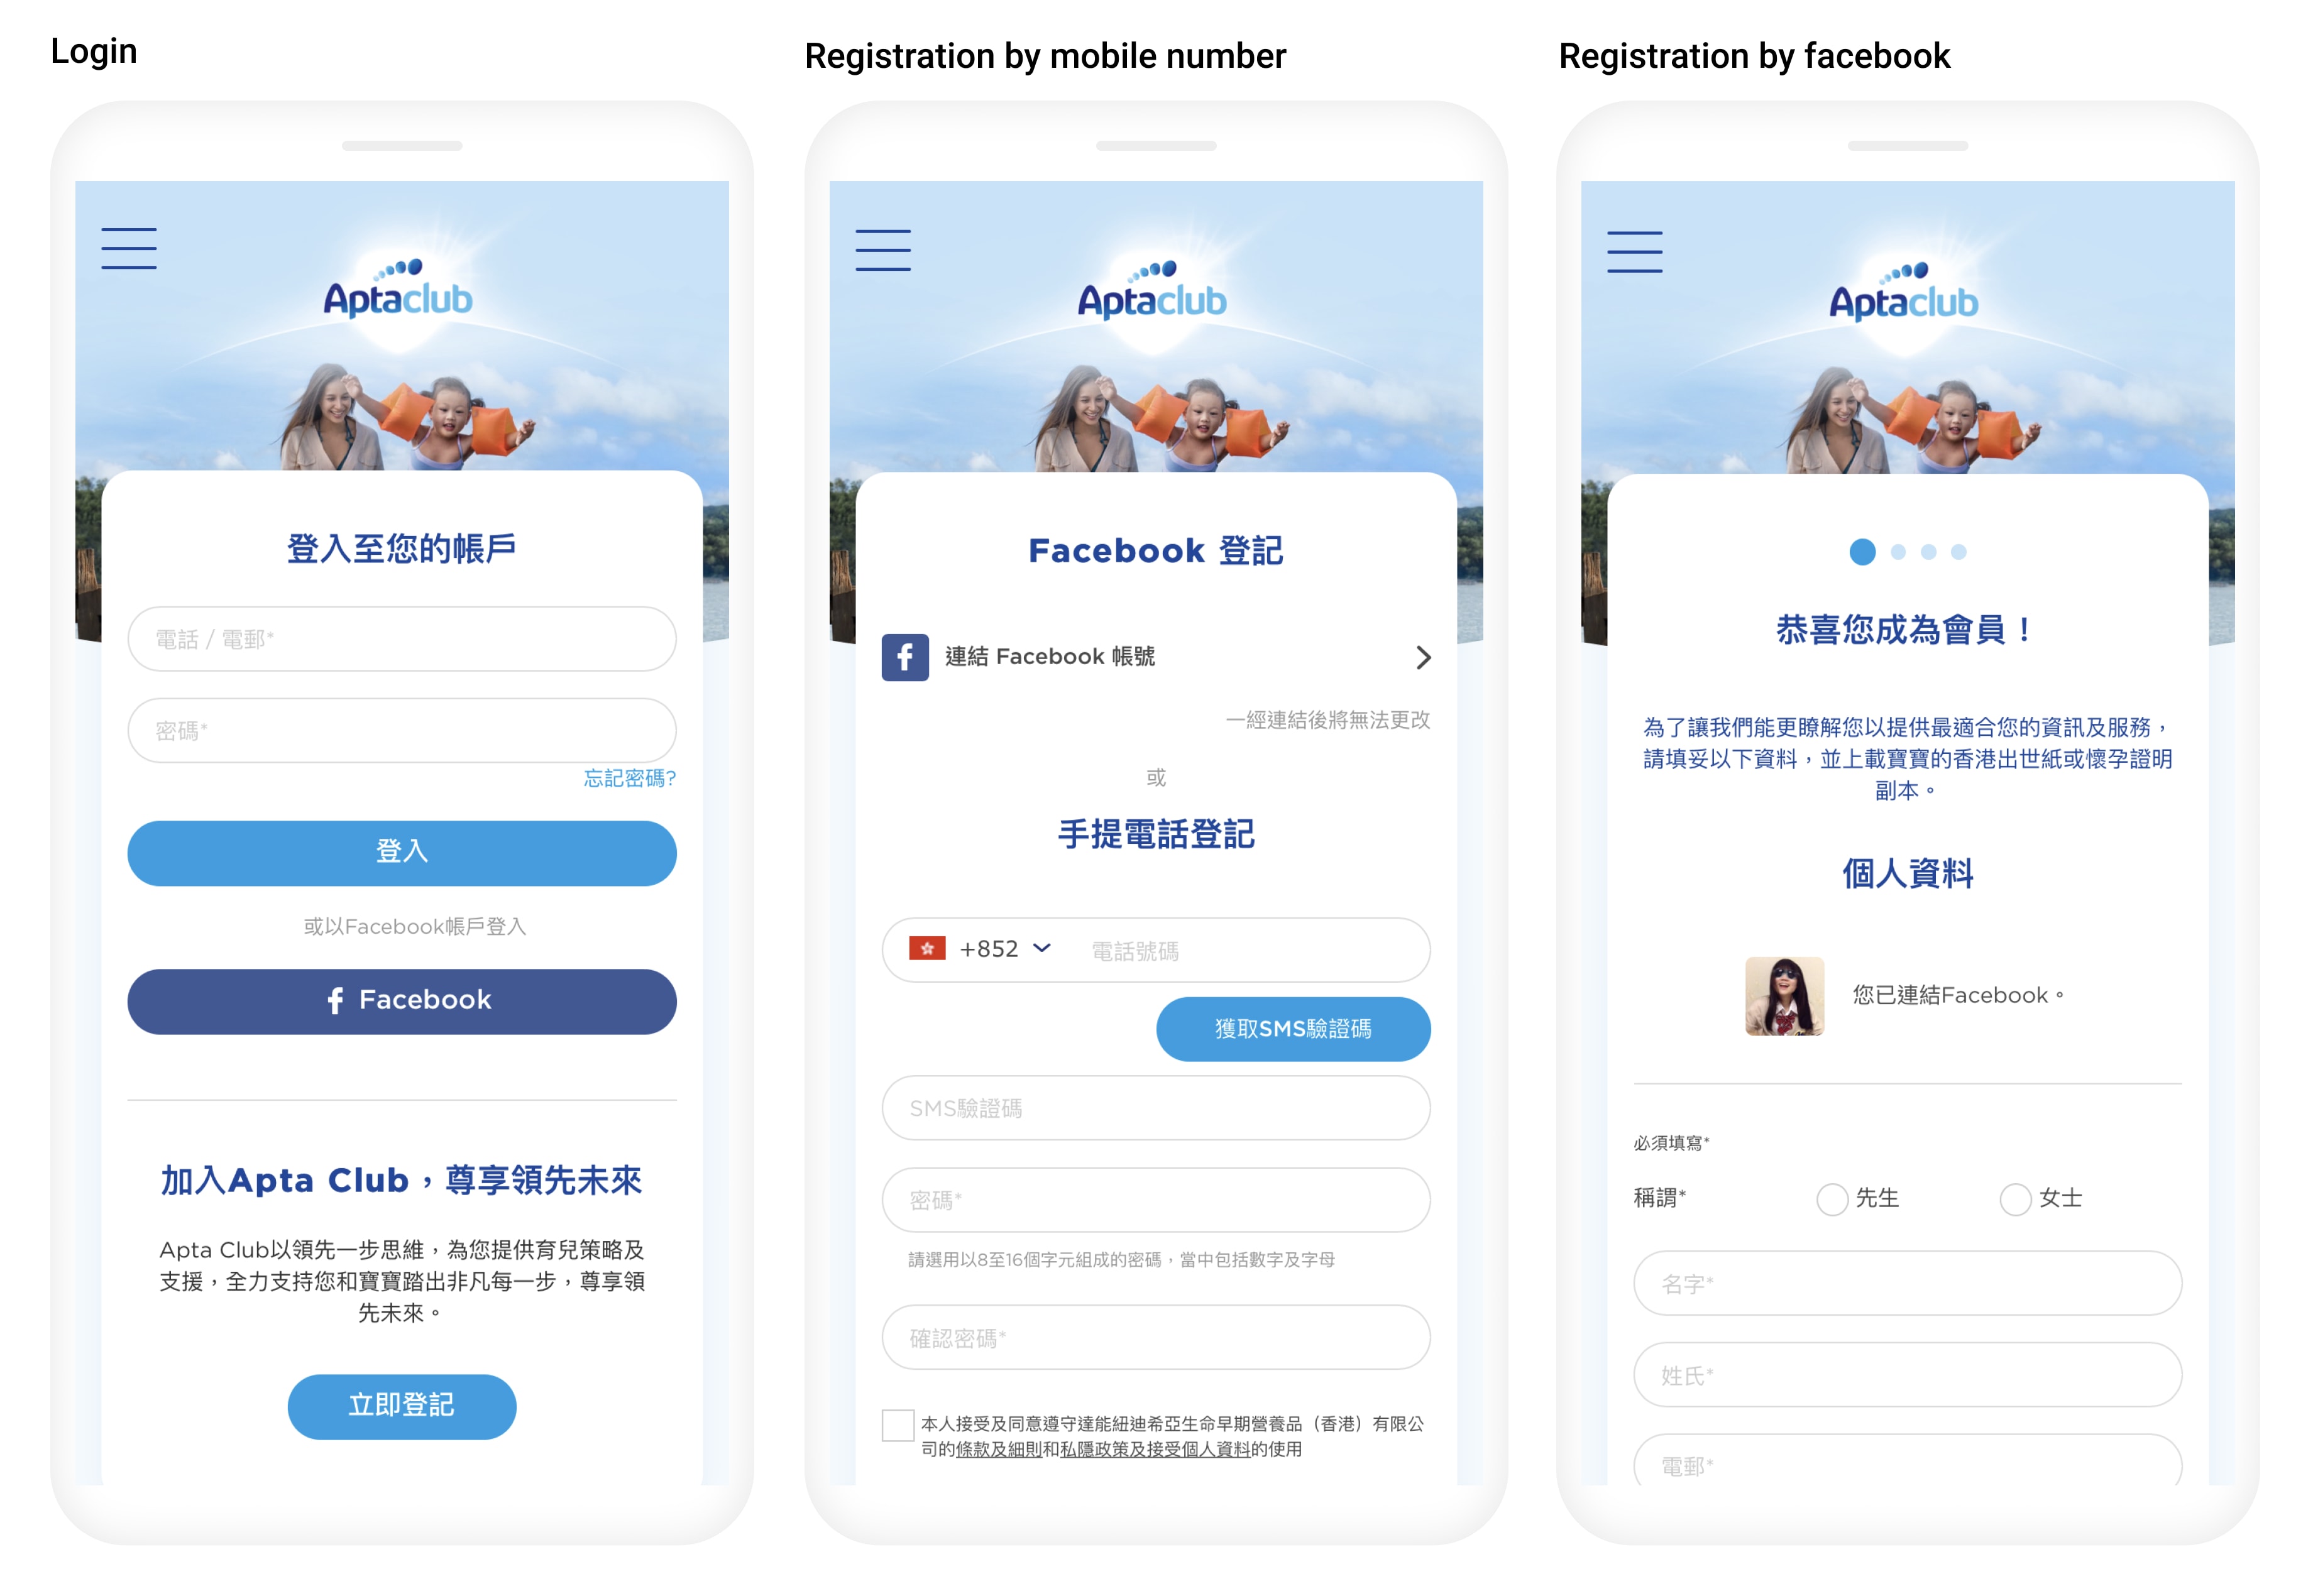 Login
Aptaclub
登入至您的帳戶
電話 / 電郵*
密碼*
忘記密碼?
登入
或以Facebook帳戶登入
f Facebook
加入Apta Club，尊享領先未來
Apta Club以領先一步思維，為您提供育兒策略及
支援，全力支持您和寶寶踏出非凡每一步，尊享領
先未來。
立即登記
Registration by mobile number
Aptaclub
Facebook 登記
f 連結 Facebook 帳號
一經連結後將無法更改
或
手提電話登記
+852 電話號碼
獲取SMS驗證碼
SMS驗證碼
密碼*
請選用以8至16個字元組成的密碼，當中包括數字及字母
確認密碼*
本人接受及同意遵守達能紐迪希亞生命早期營養品（香港）有限公
司的條款及細則和私隱政策及接受個人資料的使用
Registration by facebook
Aptaclub
恭喜您成為會員！
為了讓我們能更瞭解您以提供最適合您的資訊及服務，
請填妥以下資料，並上載寶寶的香港出世紙或懷孕證明
副本。
個人資料
您已連結Facebook。
必須填寫*
稱謂* 先生 女士
名字*
姓氏*
電郵*